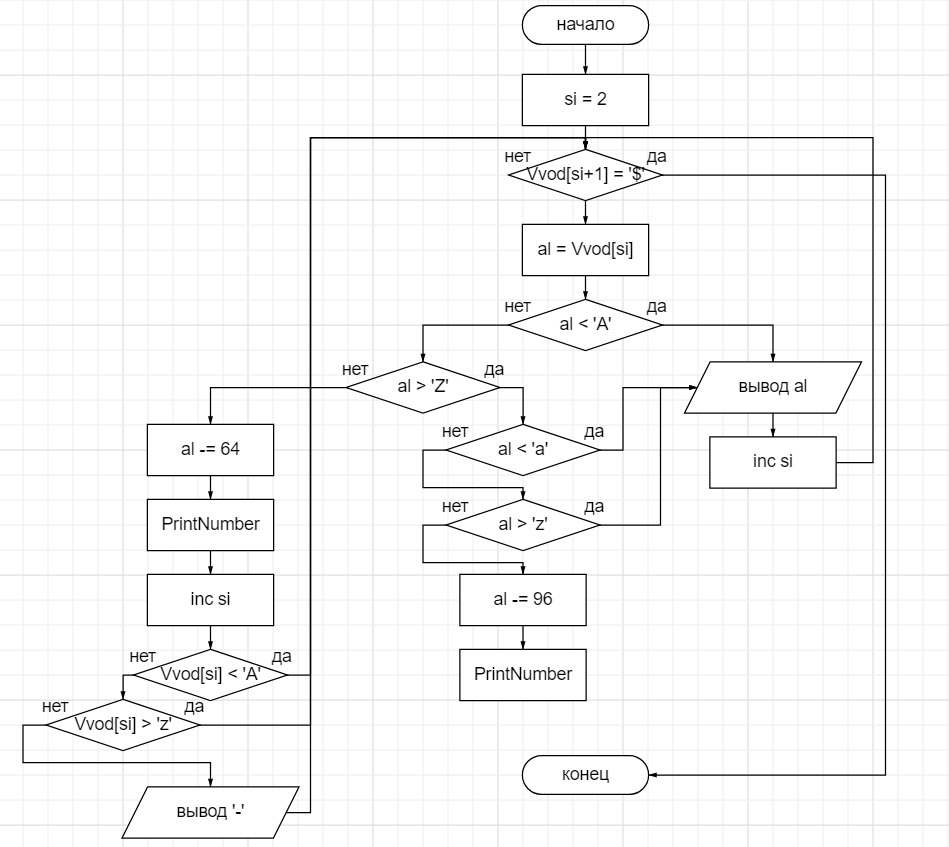 начало
si = 2
нет
да
Vvod[si+1] = '$'
al = Vvod[si]
нет
да
al < 'A'
нет
да
al > 'Z'
вывод al
нет
да
al < 'a'
inc si
al -= 64
нет
да
al > 'z'
PrintNumber
al -= 96
inc si
PrintNumber
нет
да
Vvod[si] < 'A'
нет
да
Vvod[si] > 'z'
конец
вывод '-'